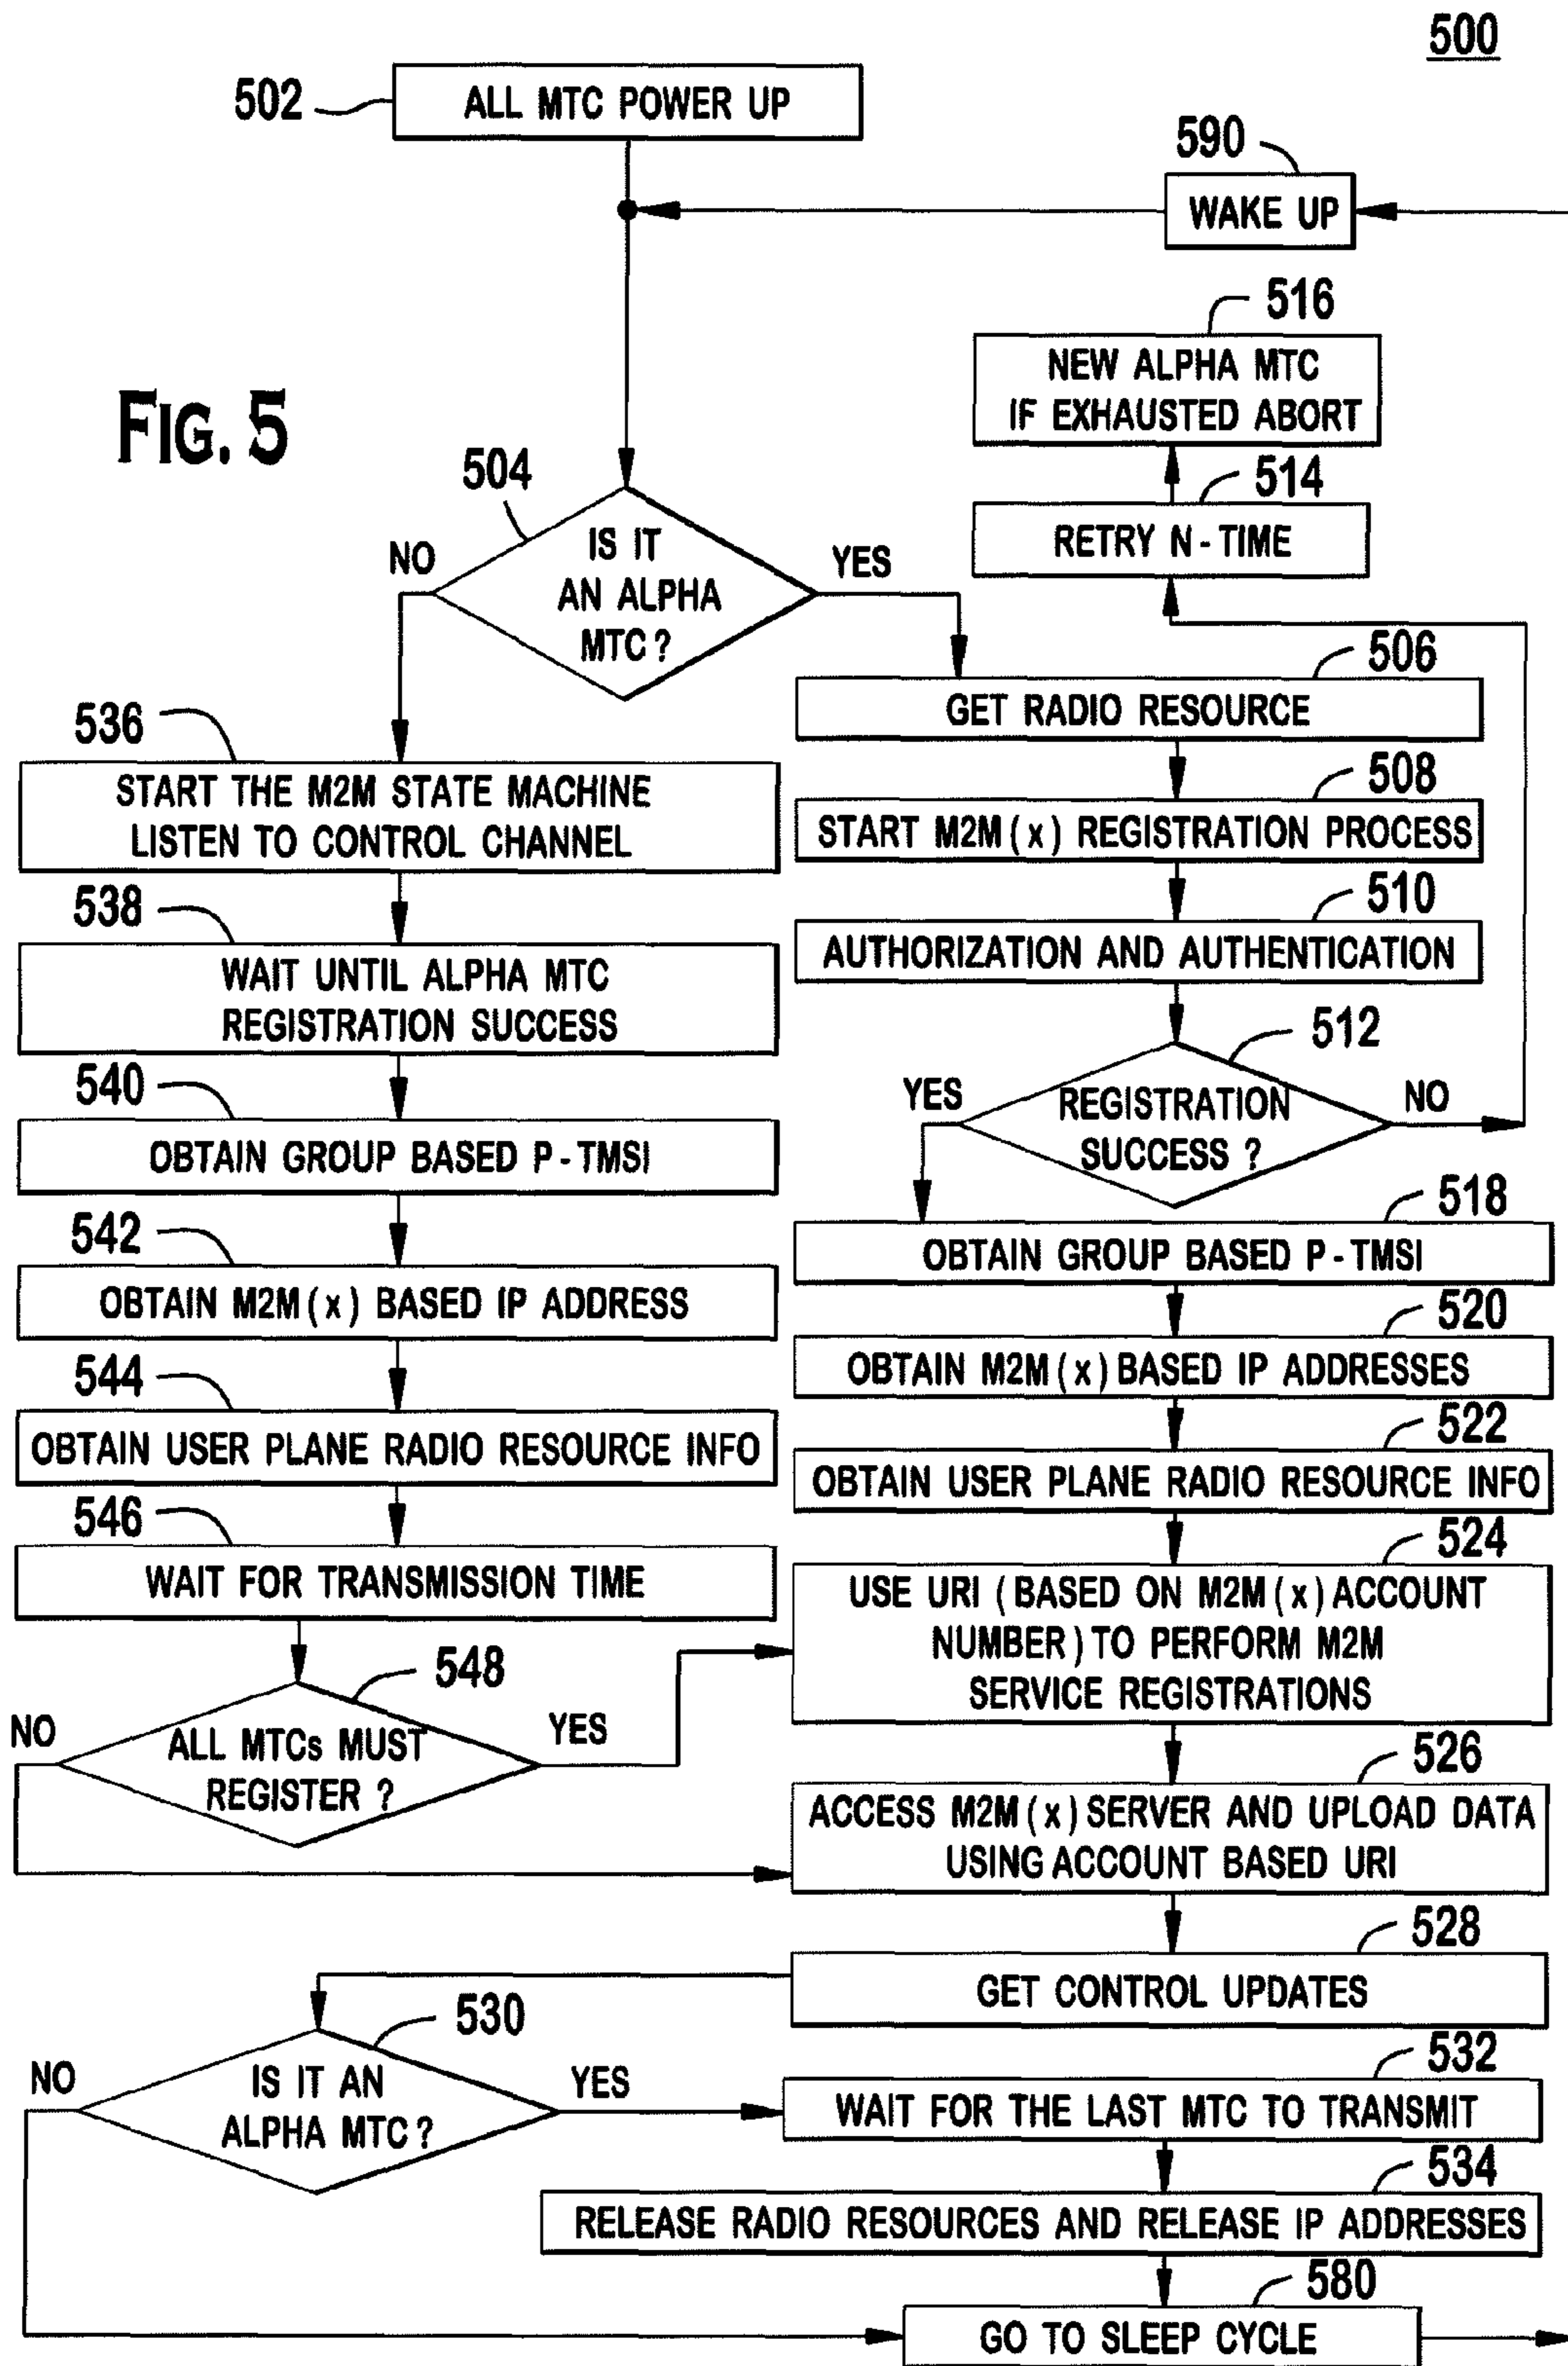 500
502
ALL MTC POWER UP
590
WAKE UP
516
NEW ALPHA MTC
IF EXHAUSTED ABORT
FIG. 5
514
RETRY N-TIME
504
IS IT
AN ALPHA
MTC?
NO
YES
506
GET RADIO RESOURCE
508
START M2M(x) REGISTRATION PROCESS
510
AUTHORIZATION AND AUTHENTICATION
512
REGISTRATION
SUCCESS?
YES
NO
536
START THE M2M STATE MACHINE
LISTEN TO CONTROL CHANNEL
538
WAIT UNTIL ALPHA MTC
REGISTRATION SUCCESS
540
OBTAIN GROUP BASED P-TMSI
542
OBTAIN M2M(x) BASED IP ADDRESS
544
OBTAIN USER PLANE RADIO RESOURCE INFO
546
WAIT FOR TRANSMISSION TIME
548
ALL MTCs MUST
REGISTER?
NO
YES
518
OBTAIN GROUP BASED P-TMSI
520
OBTAIN M2M(x) BASED IP ADDRESSES
522
OBTAIN USER PLANE RADIO RESOURCE INFO
524
USE URI (BASED ON M2M(x) ACCOUNT
NUMBER) TO PERFORM M2M
SERVICE REGISTRATIONS
526
ACCESS M2M(x) SERVER AND UPLOAD DATA
USING ACCOUNT BASED URI
528
GET CONTROL UPDATES
530
IS IT AN
ALPHA MTC?
NO
YES
532
WAIT FOR THE LAST MTC TO TRANSMIT
534
RELEASE RADIO RESOURCES AND RELEASE IP ADDRESSES
580
GO TO SLEEP CYCLE